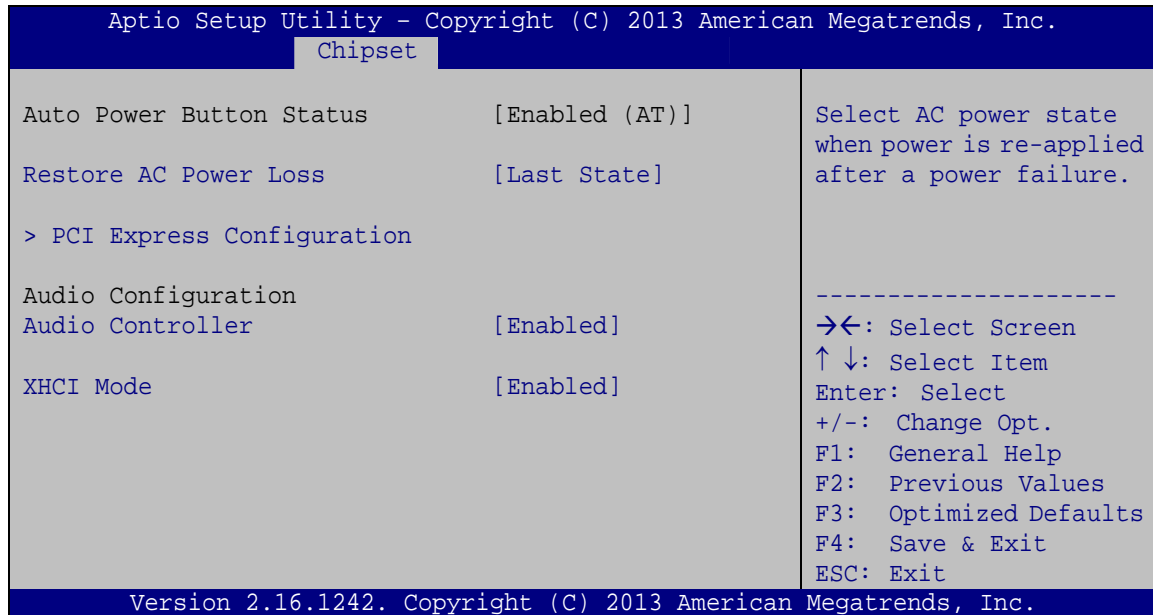 Aptio Setup Utility – Copyright (C) 2013 American Megatrends, Inc.
Chipset
Auto Power Button Status [Enabled (AT)]
Restore AC Power Loss [Last State]
> PCI Express Configuration
Audio Configuration
Audio Controller [Enabled]
XHCI Mode [Enabled]
Select AC power state
when power is re-applied
after a power failure.
---------------------
→←: Select Screen
↑ ↓: Select Item
Enter: Select
+/-: Change Opt.
F1: General Help
F2: Previous Values
F3: Optimized Defaults
F4: Save & Exit
ESC: Exit
Version 2.16.1242. Copyright (C) 2013 American Megatrends, Inc.